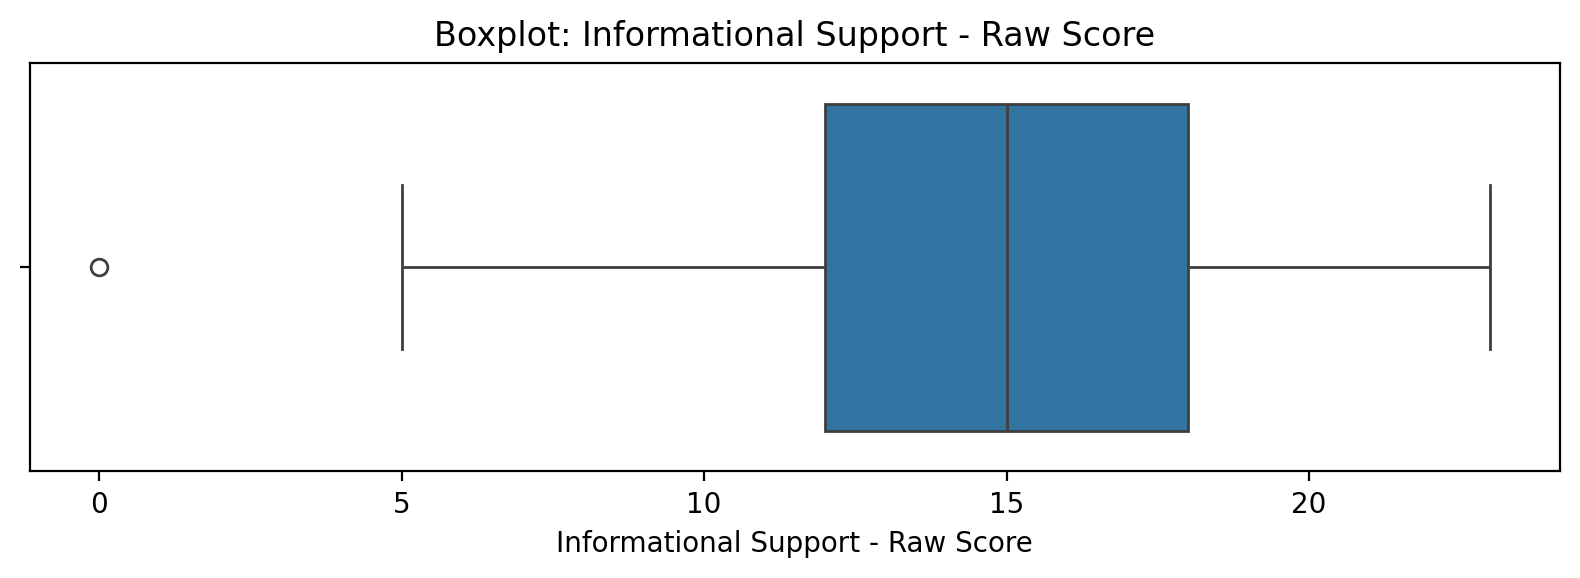 Boxplot: Informational Support - Raw Score
0 5 10 15 20
Informational Support - Raw Score